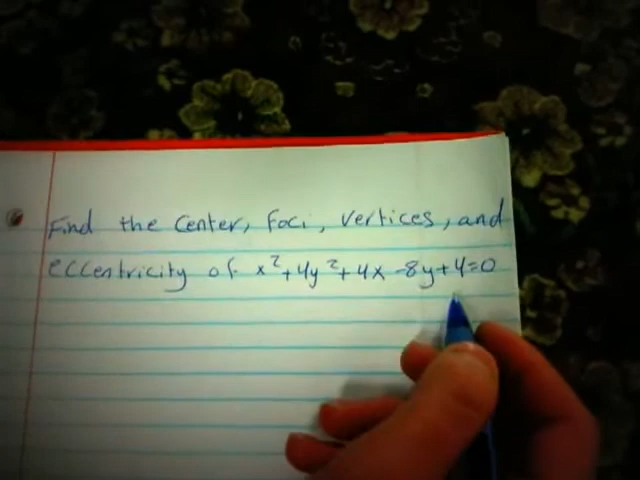 Find the Center, foci, vertices, and
eccentricity of x²+4y²+4x-8y+4=0